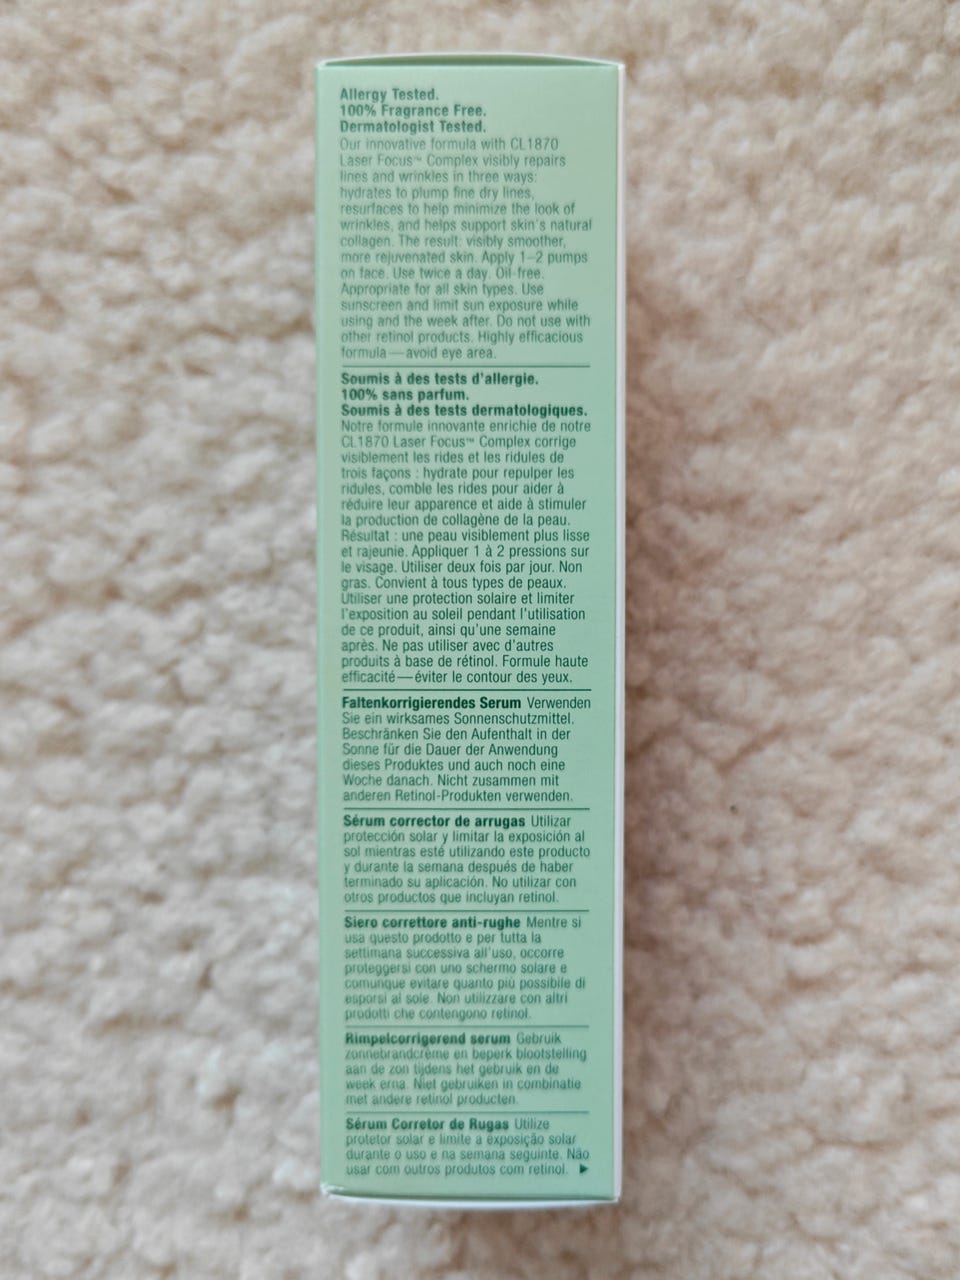 Allergy Tested.
100% Fragrance Free.
Dermatologist Tested.
Our innovative formula with CL1870
Laser Focus™ Complex visibly repairs
lines and wrinkles in three ways:
hydrates to plump fine dry lines,
resurfaces to help minimize the look of
wrinkles, and helps support skin's natural
collagen. The result: visibly smoother,
more rejuvenated skin. Apply 1–2 pumps
on face. Use twice a day. Oil-free.
Appropriate for all skin types. Use
sunscreen and limit sun exposure while
using and the week after. Do not use with
other retinol products. Highly efficacious
formula—avoid eye area.
Soumis à des tests d'allergie.
100% sans parfum.
Soumis à des tests dermatologiques.
Notre formule innovante enrichie de notre
CL1870 Laser Focus™ Complex corrige
visiblement les rides et les ridules de
trois façons : hydrate pour repulper les
ridules, comble les rides pour aider à
réduire leur apparence et aide à stimuler
la production de collagène de la peau.
Résultat : une peau visiblement plus lisse
et rajeunie. Appliquer 1 à 2 pressions sur
le visage. Utiliser deux fois par jour. Non
gras. Convient à tous types de peaux.
Utiliser une protection solaire et limiter
l'exposition au soleil pendant l'utilisation
de ce produit, ainsi qu'une semaine
après. Ne pas utiliser avec d'autres
produits à base de rétinol. Formule haute
efficacité—éviter le contour des yeux.
Faltenkorrigierendes Serum Verwenden
Sie ein wirksames Sonnenschutzmittel.
Beschränken Sie den Aufenthalt in der
Sonne für die Dauer der Anwendung
dieses Produktes und auch noch eine
Woche danach. Nicht zusammen mit
anderen Retinol-Produkten verwenden.
Sérum corrector de arrugas Utilizar
protección solar y limitar la exposición al
sol mientras esté utilizando este producto
y durante la semana después de haber
terminado su aplicación. No utilizar con
otros productos que incluyan retinol.
Siero correttore anti-rughe Mentre si
usa questo prodotto e per tutta la
settimana successiva all'uso, occorre
proteggersi con uno schermo solare e
comunque evitare quanto più possibile di
esporsi al sole. Non utilizzare con altri
prodotti che contengono retinol.
Rimpelcorrigerend serum Gebruik
zonnebrandcrème en beperk blootstelling
aan de zon tijdens het gebruik en de
week erna. Niet gebruiken in combinatie
met andere retinol producten.
Sérum Corretor de Rugas Utilize
protetor solar e limite a exposição solar
durante o uso e na semana seguinte. Não
usar com outros produtos com retinol. ▶